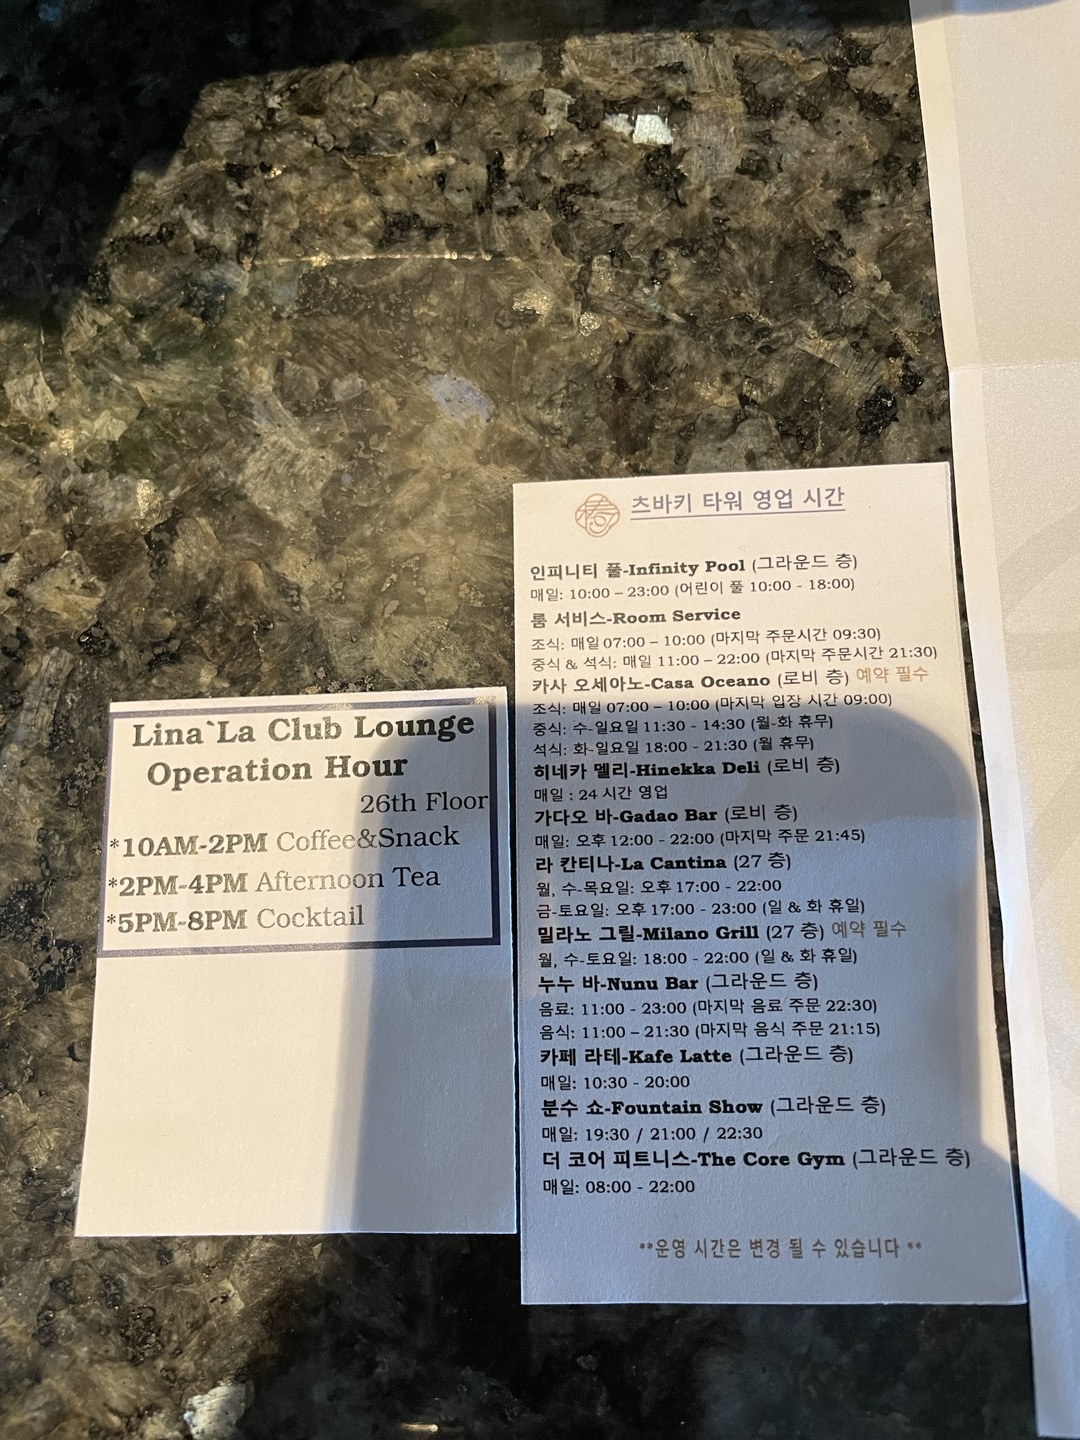 Lina`La Club Lounge
Operation Hour
26th Floor
*10AM-2PM Coffee&Snack
*2PM-4PM Afternoon Tea
*5PM-8PM Cocktail
츠바키 타워 영업 시간
인피니티 풀-Infinity Pool (그라운드 층)
매일: 10:00 – 23:00 (어린이 풀 10:00 - 18:00)
룸 서비스-Room Service
조식: 매일 07:00 – 10:00 (마지막 주문시간 09:30)
중식 & 석식: 매일 11:00 – 22:00 (마지막 주문시간 21:30)
카사 오세아노-Casa Oceano (로비 층) 예약 필수
조식: 매일 07:00 – 10:00 (마지막 입장 시간 09:00)
중식: 수-일요일 11:30 - 14:30 (월-화 휴무)
석식: 화-일요일 18:00 - 21:30 (월 휴무)
히네카 델리-Hinekka Deli (로비 층)
매일 : 24 시간 영업
가다오 바-Gadao Bar (로비 층)
매일: 오후 12:00 - 22:00 (마지막 주문 21:45)
라 칸티나-La Cantina (27 층)
월, 수-목요일: 오후 17:00 - 22:00
금-토요일: 오후 17:00 - 23:00 (일 & 화 휴일)
밀라노 그릴-Milano Grill (27 층) 예약 필수
월, 수-토요일: 18:00 - 22:00 (일 & 화 휴일)
누누 바-Nunu Bar (그라운드 층)
음료: 11:00 - 23:00 (마지막 음료 주문 22:30)
음식: 11:00 – 21:30 (마지막 음식 주문 21:15)
카페 라테-Kafe Latte (그라운드 층)
매일: 10:30 - 20:00
분수 쇼-Fountain Show (그라운드 층)
매일: 19:30 / 21:00 / 22:30
더 코어 피트니스-The Core Gym (그라운드 층)
매일: 08:00 - 22:00
**운영 시간은 변경 될 수 있습니다 **